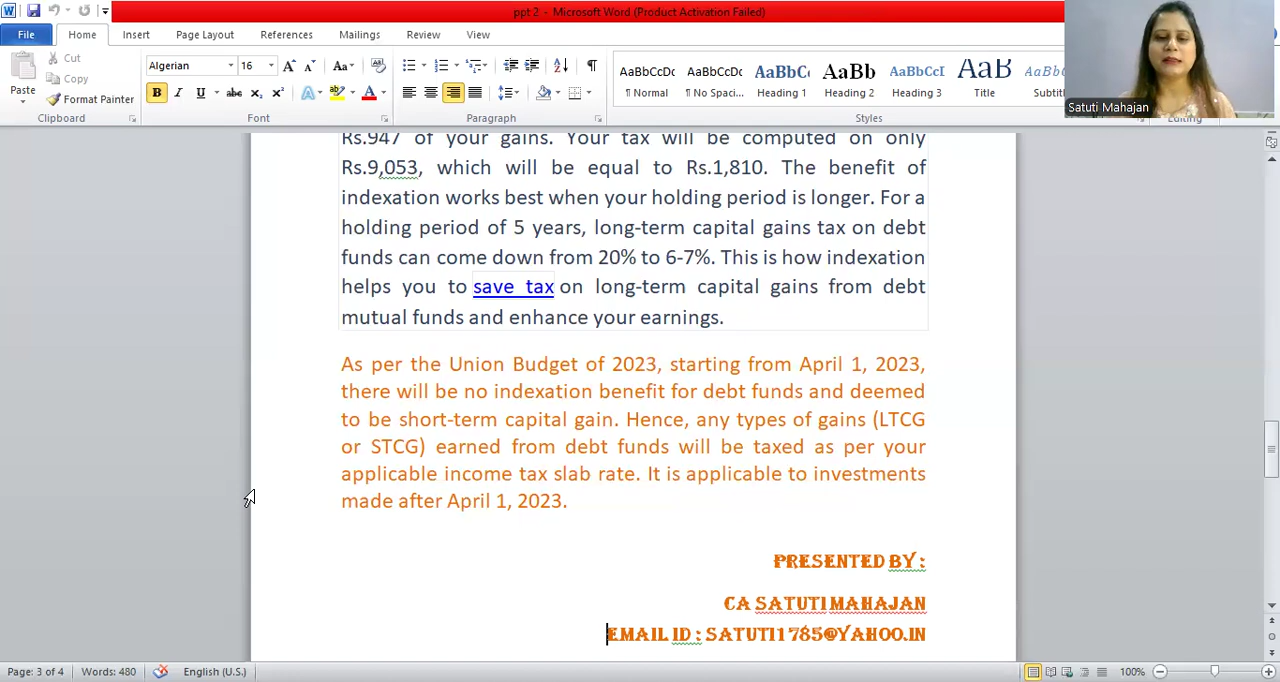 ppt 2 - Microsoft Word (Product Activation Failed)
File Home Insert Page Layout References Mailings Review View
Cut
Copy
Format Painter
Paste
Algerian 16
Clipboard Font Paragraph Styles Editing
AaBbCcDc AaBbCcDc AaBbCc AaBb AaBbCcI AaB AaBbCc
¶ Normal ¶ No Spaci... Heading 1 Heading 2 Heading 3 Title Subtitl
Satuti Mahajan
Rs.947 of your gains. Your tax will be computed on only
Rs.9,053, which will be equal to Rs.1,810. The benefit of
indexation works best when your holding period is longer. For a
holding period of 5 years, long-term capital gains tax on debt
funds can come down from 20% to 6-7%. This is how indexation
helps you to save tax on long-term capital gains from debt
mutual funds and enhance your earnings.
As per the Union Budget of 2023, starting from April 1, 2023,
there will be no indexation benefit for debt funds and deemed
to be short-term capital gain. Hence, any types of gains (LTCG
or STCG) earned from debt funds will be taxed as per your
applicable income tax slab rate. It is applicable to investments
made after April 1, 2023.
PRESENTED BY :
CA SATUTI MAHAJAN
EMAIL ID : SATUTI1785@YAHOO.IN
Page: 3 of 4 Words: 480 English (U.S.) 100%